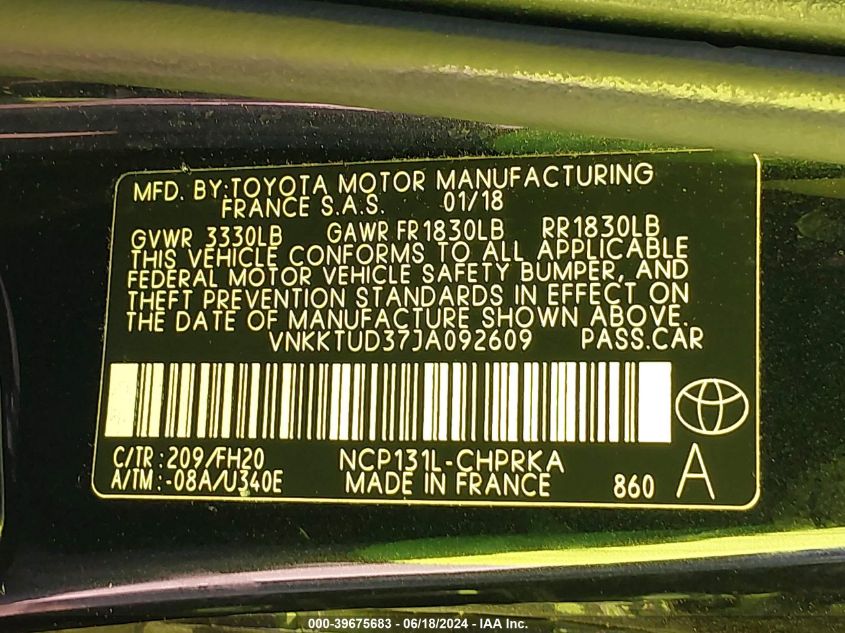 MFD. BY:TOYOTA MOTOR MANUFACTURING
FRANCE S.A.S. 01/18
GVWR 3330LB GAWR FR1830LB RR1830LB
THIS VEHICLE CONFORMS TO ALL APPLICABLE
FEDERAL MOTOR VEHICLE SAFETY BUMPER, AND
THEFT PREVENTION STANDARDS IN EFFECT ON
THE DATE OF MANUFACTURE SHOWN ABOVE.
VNKKTUD37JA092609 PASS.CAR
C/TR: 209/FH20 NCP131L-CHPRKA
A/TM: -08A/U340E MADE IN FRANCE 860 A
000-39675683 / 06/18/2024 - IAA Inc.